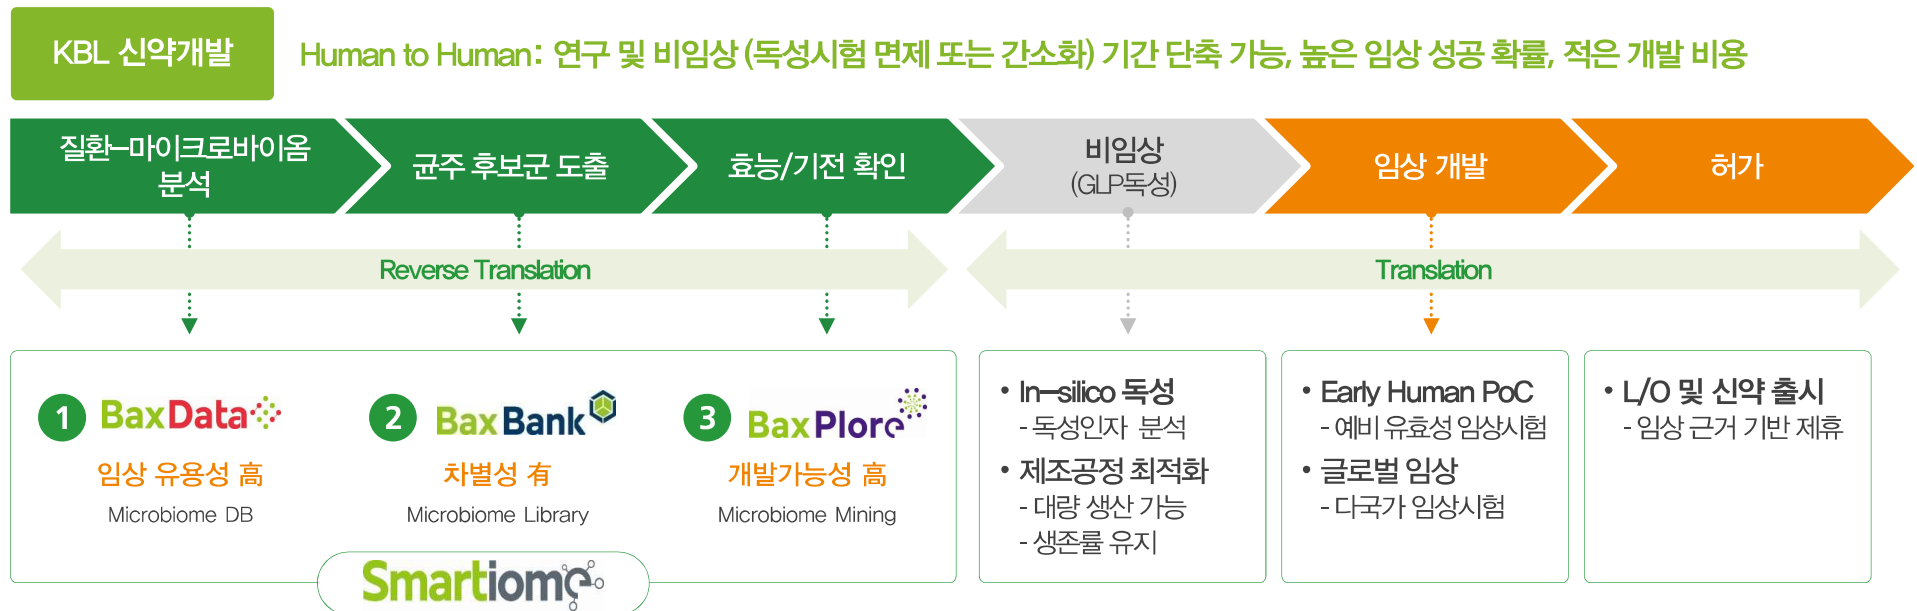 KBL 신약개발
Human to Human: 연구 및 비임상 (독성시험 면제 또는 간소화) 기간 단축 가능, 높은 임상 성공 확률, 적은 개발 비용
질환-마이크로바이옴
분석
균주 후보군 도출
효능/기전 확인
비임상
(GLP독성)
임상 개발
허가
Reverse Translation
Translation
1 BaxData
임상 유용성 高
Microbiome DB
2 BaxBank
차별성 有
Microbiome Library
3 BaxPlore
개발가능성 高
Microbiome Mining
Smartiome
• In-silico 독성
- 독성인자 분석
• 제조공정 최적화
- 대량 생산 가능
- 생존률 유지
• Early Human PoC
- 예비 유효성 임상시험
• 글로벌 임상
- 다국가 임상시험
• L/O 및 신약 출시
- 임상 근거 기반 제휴